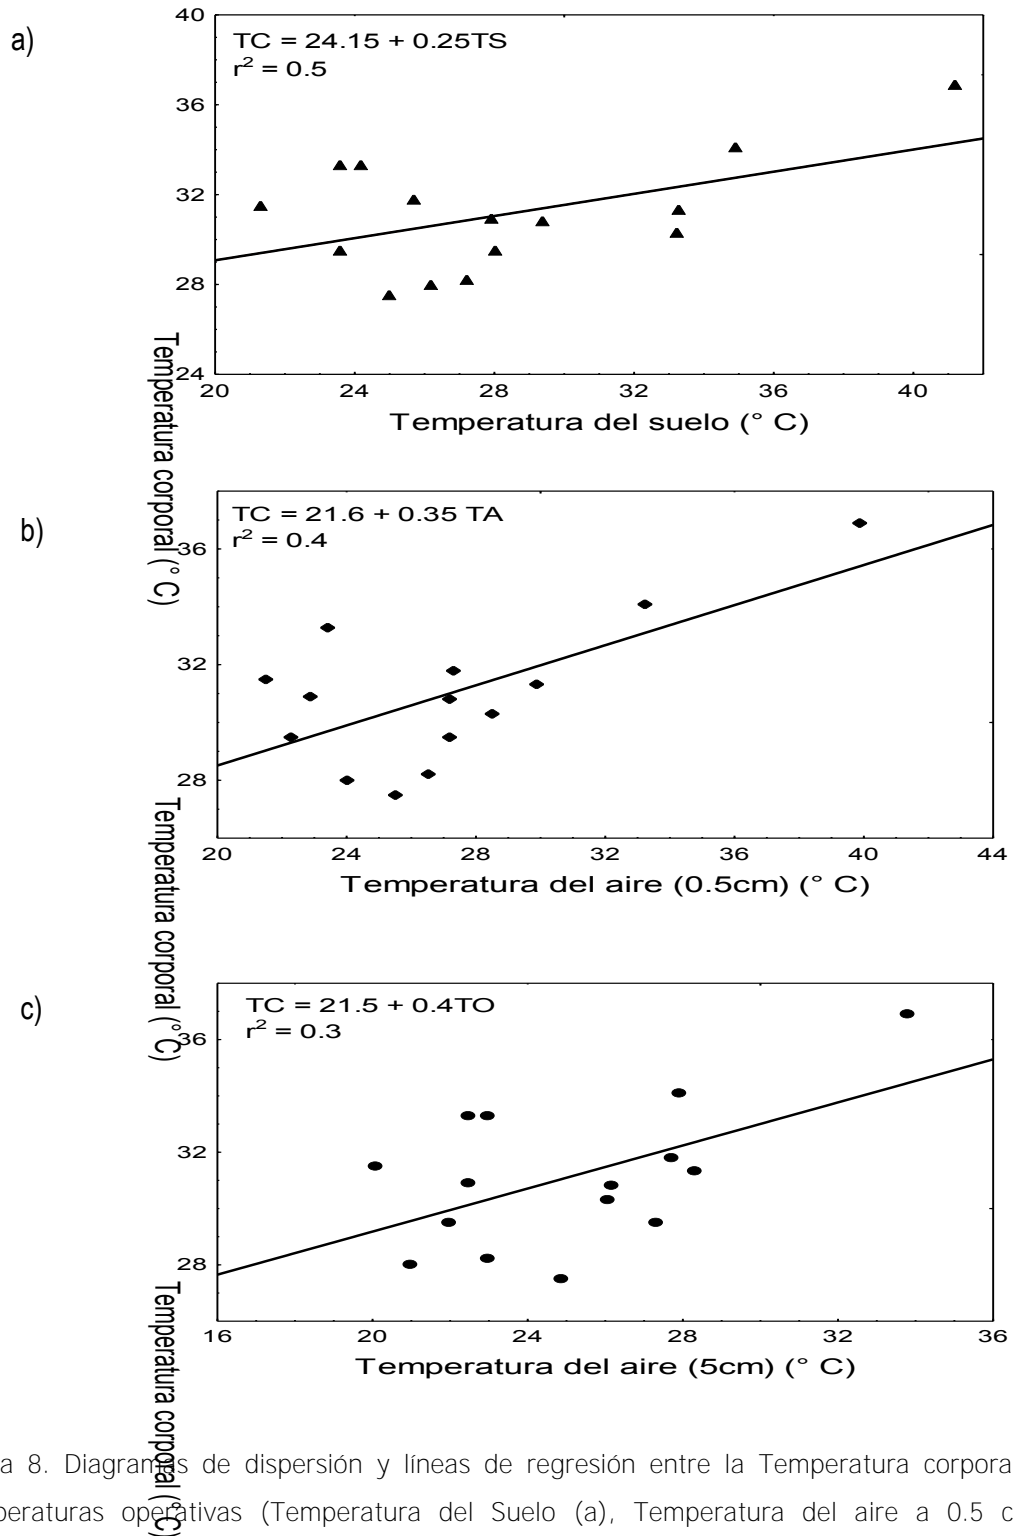 a)
TC = 24.15 + 0.25TS
r² = 0.5
40
36
32
28
24
20 24 28 32 36 40
Temperatura del suelo (° C)
Temperatura corporal (° C)
b)
TC = 21.6 + 0.35 TA
r² = 0.4
36
32
28
20 24 28 32 36 40 44
Temperatura del aire (0.5cm) (° C)
Temperatura corporal (° C)
c)
TC = 21.5 + 0.4TO
r² = 0.3
36
32
28
16 20 24 28 32 36
Temperatura del aire (5cm) (° C)
Temperatura corporal (° C)
a 8. Diagramas de dispersión y líneas de regresión entre la Temperatura corpora
peraturas operativas (Temperatura del Suelo (a), Temperatura del aire a 0.5 c